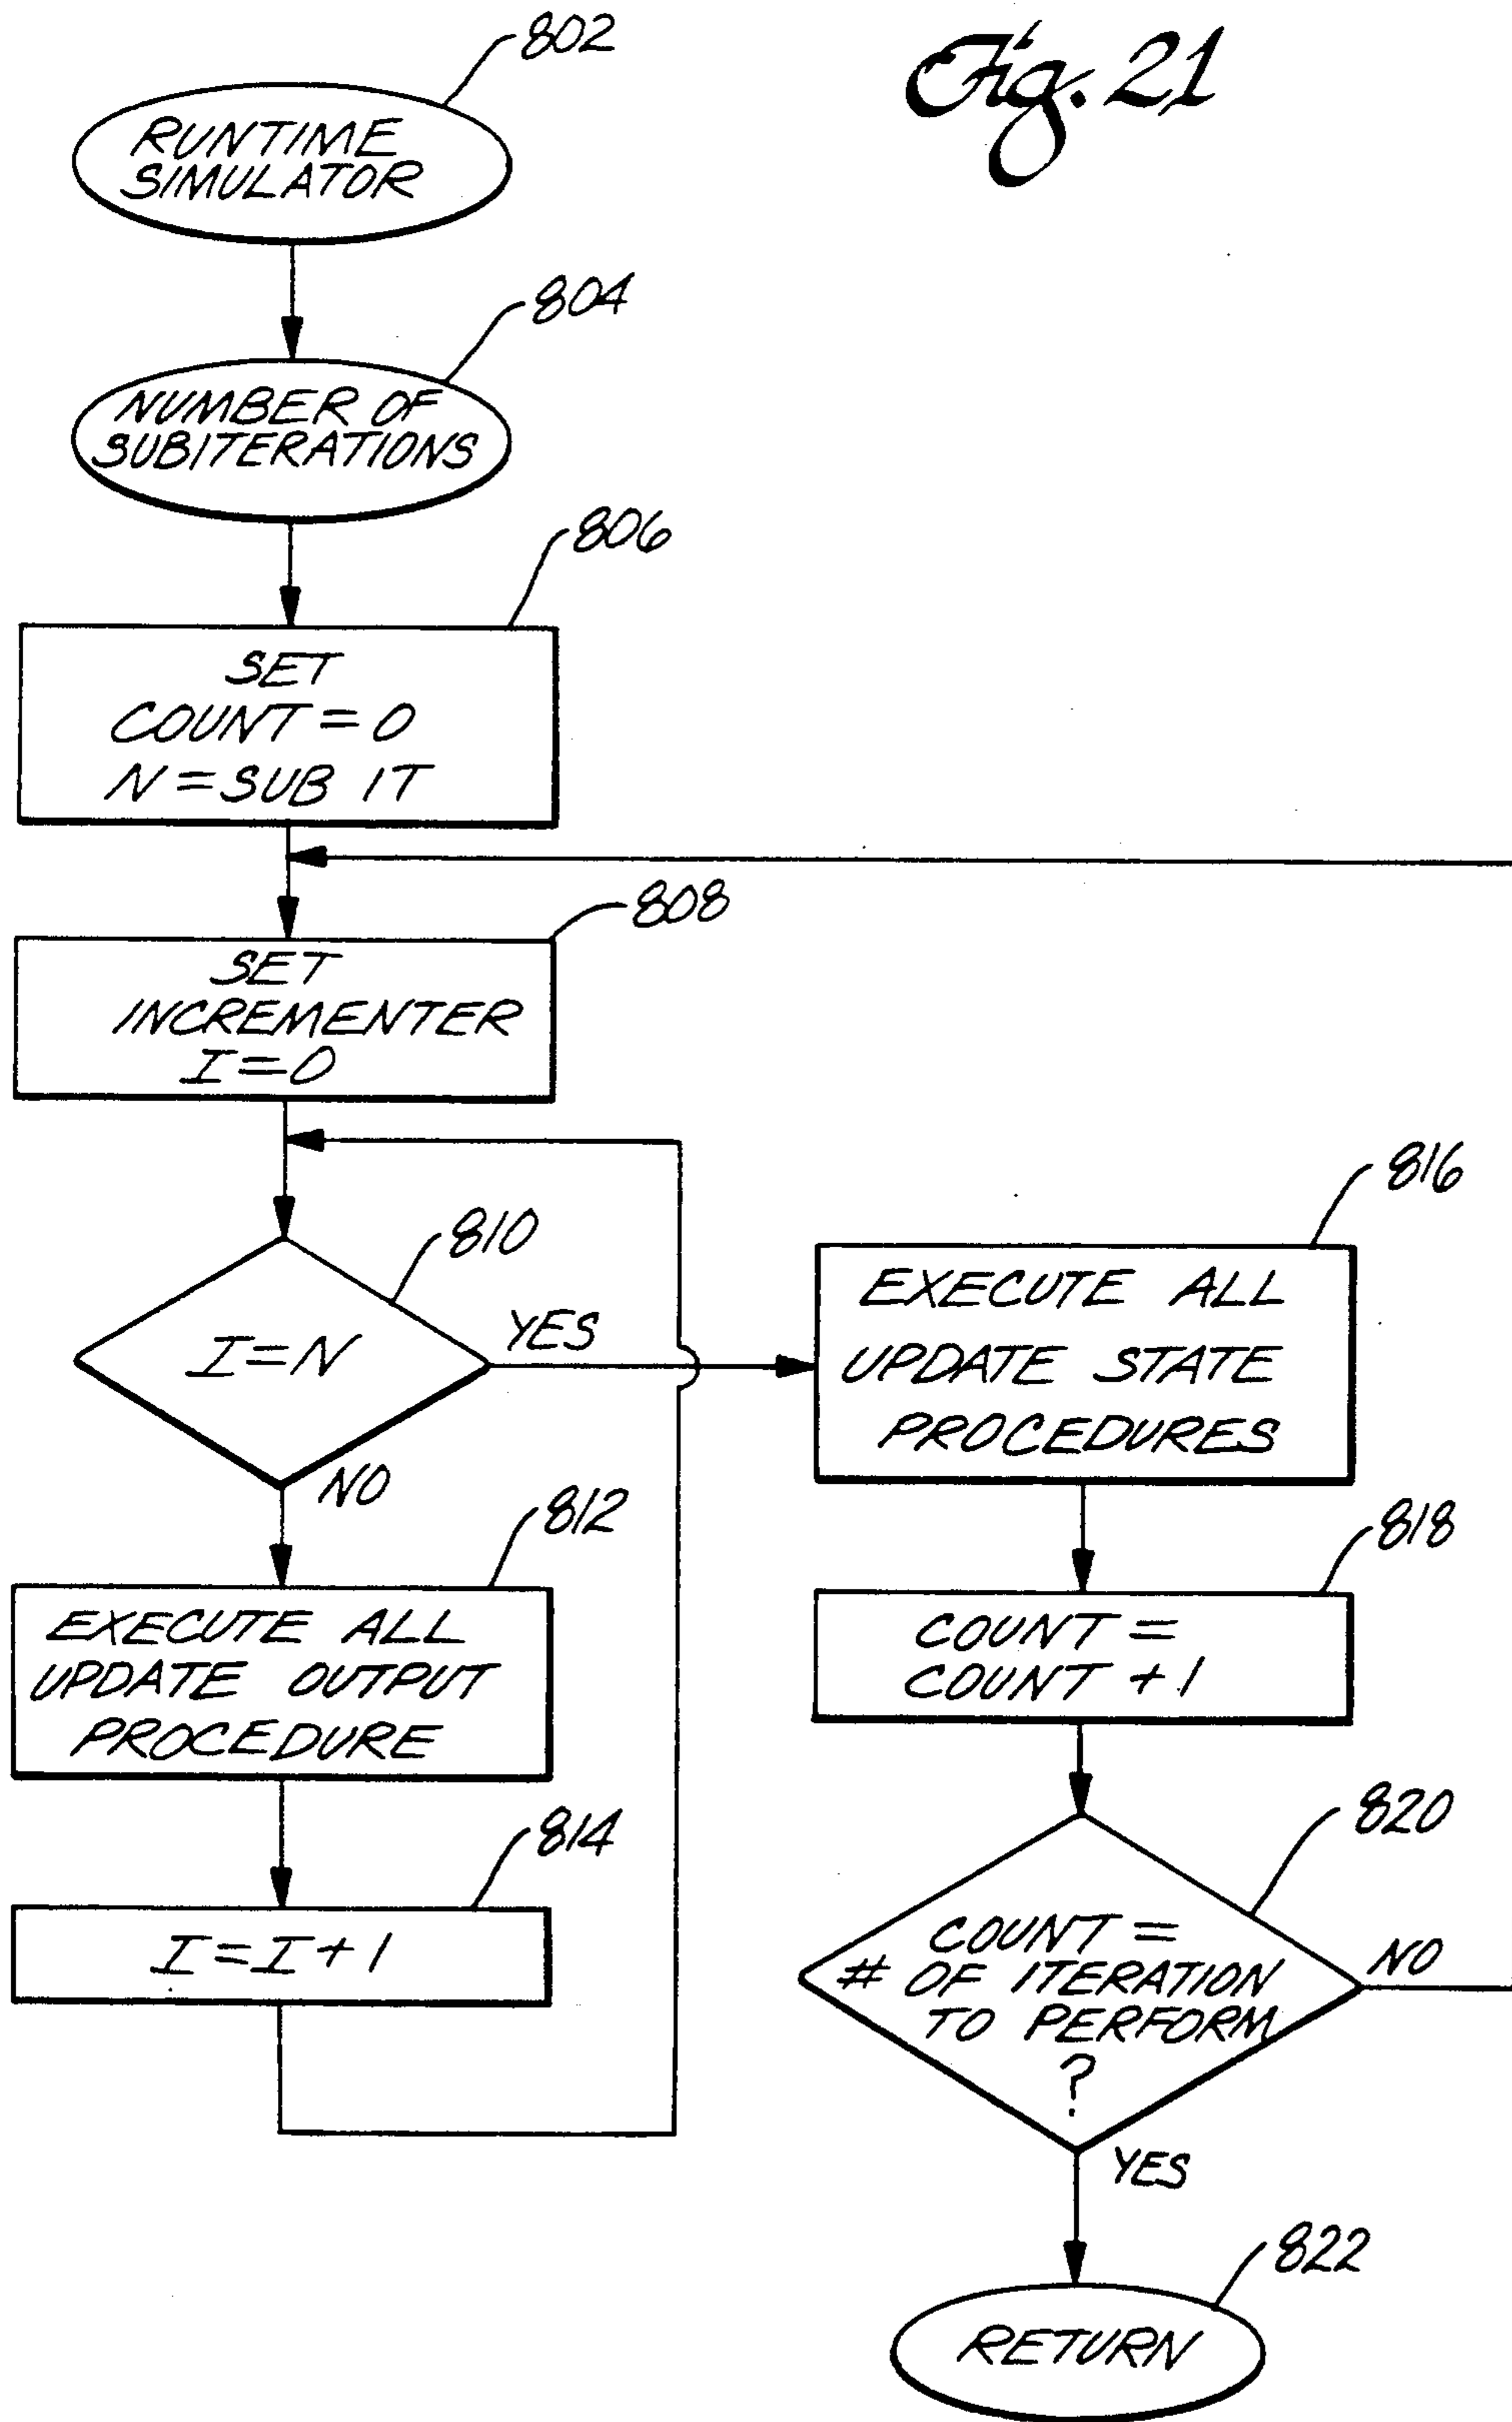 Fig. 21
802
RUNTIME
SIMULATOR
804
NUMBER OF
SUBITERATIONS
806
SET
COUNT = 0
N = SUB IT
808
SET
INCREMENTER
I = 0
810
I = N
YES
NO
812
EXECUTE ALL
UPDATE OUTPUT
PROCEDURE
814
I = I + 1
816
EXECUTE ALL
UPDATE STATE
PROCEDURES
818
COUNT =
COUNT + 1
820
COUNT =
# OF ITERATION
TO PERFORM
?
NO
YES
822
RETURN